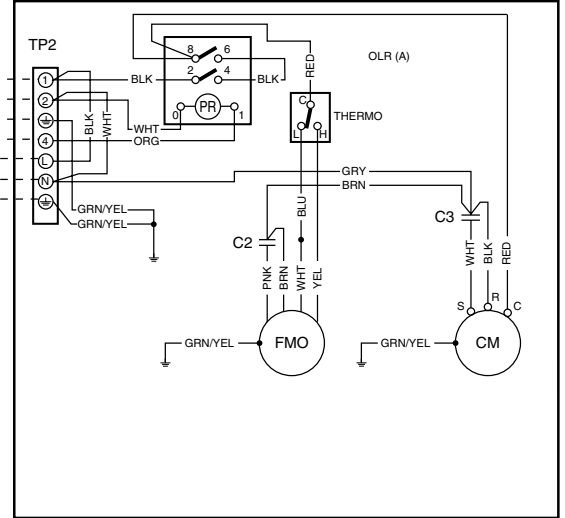 TP2
8 6
OLR (A)
RED
1
BLK
2 4
BLK
C
2
PR
THERMO
0 1
BLK
WHT
WHT
4
ORG
L H
L
GRY
N
BRN
BLU
GRN/YEL
C3
GRN/YEL
C2
WHT
BLK
RED
PNK
BRN
WHT
YEL
S R C
GRN/YEL
FMO
GRN/YEL
CM